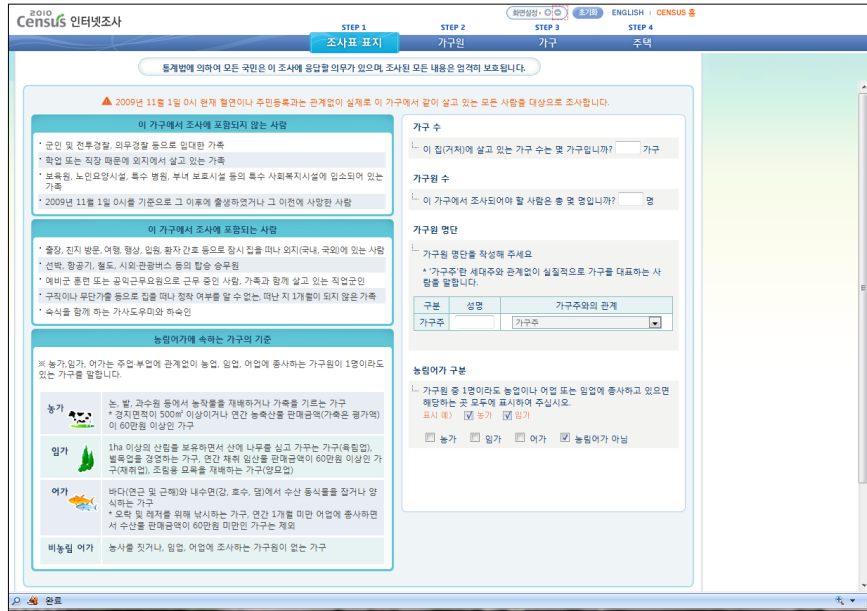 2010
Census 인터넷조사
화면설정
초기화
ENGLISH
CENSUS 홈
STEP 1
STEP 2
STEP 3
STEP 4
조사표 표지
가구원
가구
주택
통계법에 의하여 모든 국민은 이 조사에 응답할 의무가 있으며, 조사된 모든 내용은 엄격히 보호됩니다.
2009년 11월 1일 0시 현재 혈연이나 주민등록과는 관계없이 실제로 이 가구에서 같이 살고 있는 모든 사람을 대상으로 조사합니다.
이 가구에서 조사에 포함되지 않는 사람
· 군인 및 전투경찰, 의무경찰 등으로 입대한 가족
· 학업 또는 직장 때문에 외지에서 살고 있는 가족
· 보육원, 노인요양시설, 특수 병원, 부녀 보호시설 등의 특수 사회복지시설에 입소되어 있는
가족
· 2009년 11월 1일 0시를 기준으로 그 이후에 출생하였거나 그 이전에 사망한 사람
이 가구에서 조사에 포함되는 사람
· 출장, 친지 방문, 여행, 행상, 입원, 환자 간호 등으로 잠시 집을 떠나 외지(국내, 국외)에 있는 사람
· 선박, 항공기, 철도, 시외·관광버스 등의 탑승 승무원
· 예비군 훈련 또는 공익근무요원으로 근무 중인 사람, 가족과 함께 살고 있는 직업군인
· 구직이나 무단가출 등으로 집을 떠나 정착 여부를 알 수 없는, 떠난 지 1개월이 되지 않은 가족
· 숙식을 함께 하는 가사도우미와 하숙인
농림어가에 속하는 가구의 기준
※ 농가,임가, 어가는 주업·부업에 관계없이 농업, 임업, 어업에 종사하는 가구원이 1명이라도
있는 가구를 말합니다.
농가
논, 밭, 과수원 등에서 농작물을 재배하거나 가축을 기르는 가구
* 경지면적이 500㎡ 이상이거나 연간 농축산물 판매금액(가축은 평가액)
이 60만원 이상인 가구
임가
1ha 이상의 산림을 보유하면서 산에 나무를 심고 가꾸는 가구(육림업),
벌목업을 경영하는 가구, 연간 채취 임산물 판매금액이 60만원 이상인 가
구(채취업), 조림용 묘목을 재배하는 가구(양묘업)
어가
바다(연근 및 근해)와 내수면(강, 호수, 댐)에서 수산 동식물을 잡거나 양
식하는 가구
* 오락 및 레저를 위해 낚시하는 가구, 연간 1개월 미만 어업에 종사하면
서 수산물 판매금액이 60만원 미만인 가구는 제외
비농림 어가
농사를 짓거나, 임업, 어업에 조사하는 가구원이 없는 가구
가구 수
이 집(거처)에 살고 있는 가구 수는 몇 가구입니까? 가구
가구원 수
이 가구에서 조사되어야 할 사람은 총 몇 명입니까? 명
가구원 명단
가구원 명단을 작성해 주세요
* '가구주'란 세대주와 관계없이 실질적으로 가구를 대표하는 사
람을 말합니다.
구분 성명 가구주와의 관계
가구주 가구주
농림어가 구분
가구원 중 1명이라도 농업이나 어업 또는 임업에 종사하고 있으면
해당하는 곳 모두에 표시하여 주십시오.
표시 예) 농가 임가
농가 임가 어가 농림어가 아님
완료